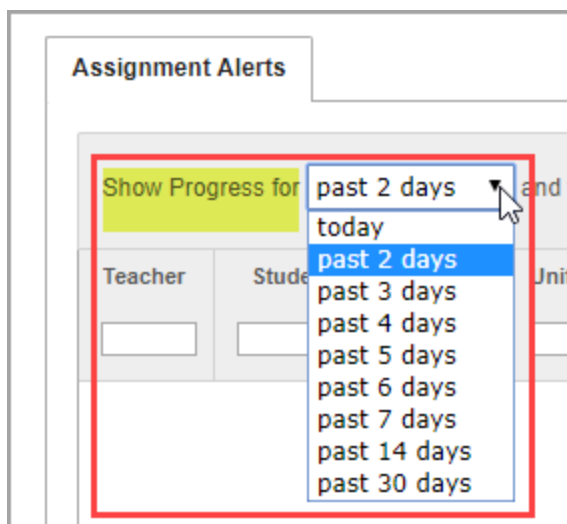 Assignment Alerts
Show Progress for past 2 days and
today
past 2 days
Teacher
past 3 days
past 4 days
past 5 days
past 6 days
past 7 days
past 14 days
past 30 days